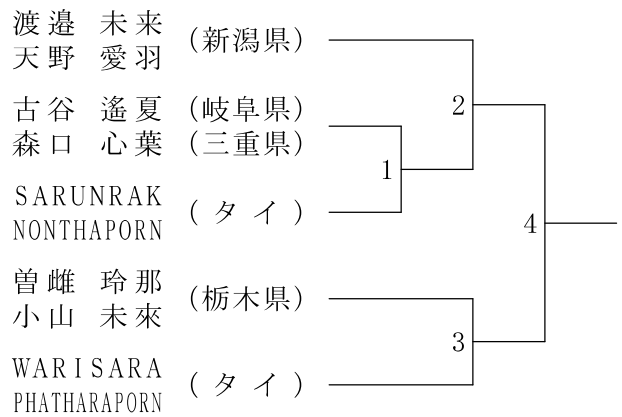 渡邉 未来
天野 愛羽
(新潟県)
古谷 遙夏 (岐阜県)
森口 心葉 (三重県)
SARUNRAK
NONTHAPORN
(タイ)
曽雌 玲那
小山 未來
(栃木県)
WARISARA
PHATHARAPORN
(タイ)
1
2
3
4